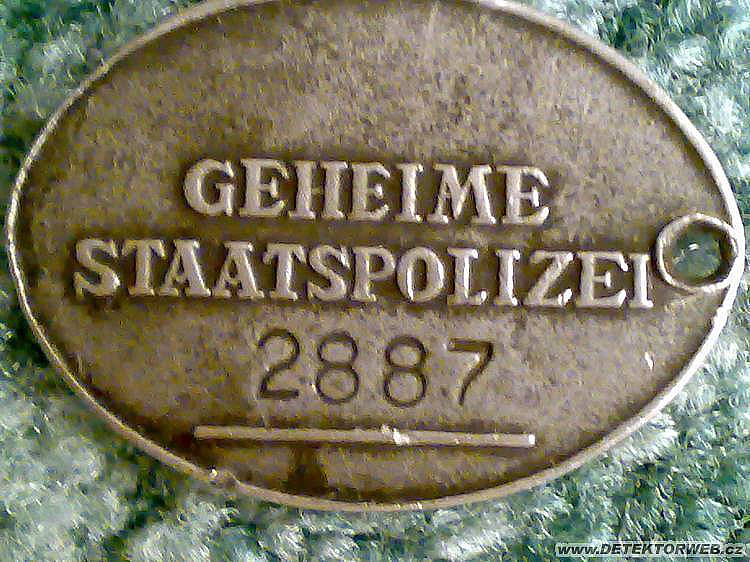 GEHEIME
STAATSPOLIZEI
2887
www.DETEKTORWEB.cz